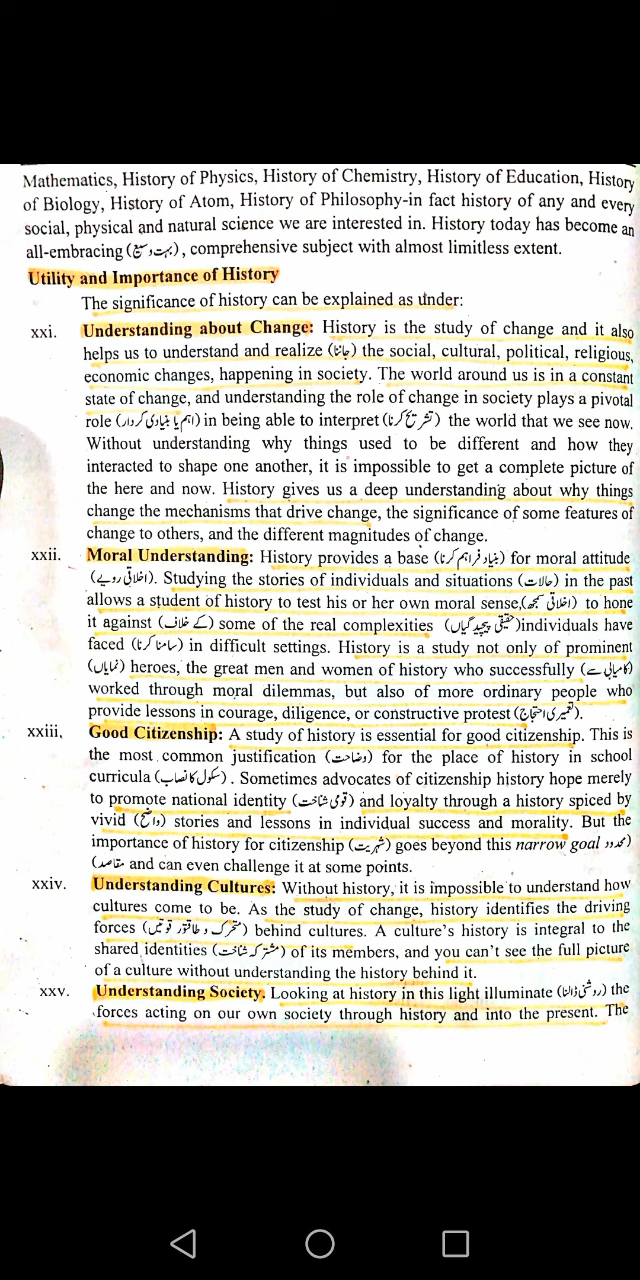 Mathematics, History of Physics, History of Chemistry, History of Education, History
of Biology, History of Atom, History of Philosophy-in fact history of any and every
social, physical and natural science we are interested in. History today has become an
all-embracing (بہت وسیع), comprehensive subject with almost limitless extent.
Utility and Importance of History
The significance of history can be explained as under:
xxi. Understanding about Change: History is the study of change and it also
helps us to understand and realize (جاننا) the social, cultural, political, religious,
economic changes, happening in society. The world around us is in a constant
state of change, and understanding the role of change in society plays a pivotal
role (اہم یا بنیادی کردار) in being able to interpret (تشریح کرنا) the world that we see now.
Without understanding why things used to be different and how they
interacted to shape one another, it is impossible to get a complete picture of
the here and now. History gives us a deep understanding about why things
change the mechanisms that drive change, the significance of some features of
change to others, and the different magnitudes of change.
xxii. Moral Understanding: History provides a base (بنیاد فراہم کرنا) for moral attitude
(اخلاقی رویے). Studying the stories of individuals and situations (حالات) in the past
allows a student of history to test his or her own moral sense,(اخلاقی سمجھ) to hone
it against (کے خلاف) some of the real complexities (حقیقی پیچیدگیاں)individuals have
faced (سامنا کرنا) in difficult settings. History is a study not only of prominent
(نمایاں) heroes, the great men and women of history who successfully (کامیابی سے)
worked through moral dilemmas, but also of more ordinary people who
provide lessons in courage, diligence, or constructive protest (تعمیری احتجاج).
xxiii. Good Citizenship: A study of history is essential for good citizenship. This is
the most common justification (وضاحت) for the place of history in school
curricula (سکول کا نصاب). Sometimes advocates of citizenship history hope merely
to promote national identity (قومی شناخت) and loyalty through a history spiced by
vivid (واضح) stories and lessons in individual success and morality. But the
importance of history for citizenship (شہریت) goes beyond this narrow goal (محدود
مقاصد) and can even challenge it at some points.
xxiv. Understanding Cultures: Without history, it is impossible to understand how
cultures come to be. As the study of change, history identifies the driving
forces (متحرک و طاقتور قوتیں) behind cultures. A culture's history is integral to the
shared identities (مشترکہ شناخت) of its members, and you can't see the full picture
of a culture without understanding the history behind it.
xxv. Understanding Society. Looking at history in this light illuminate (روشنی ڈالنا) the
forces acting on our own society through history and into the present. The